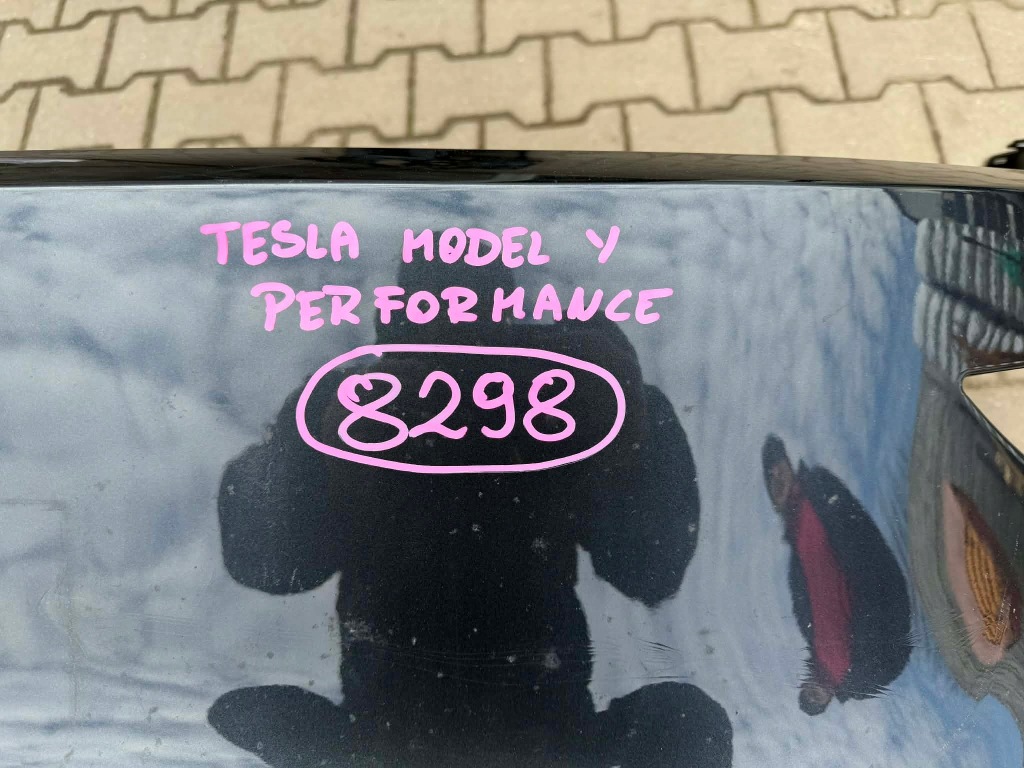 TESLA MODEL Y
PERFORMANCE
8298